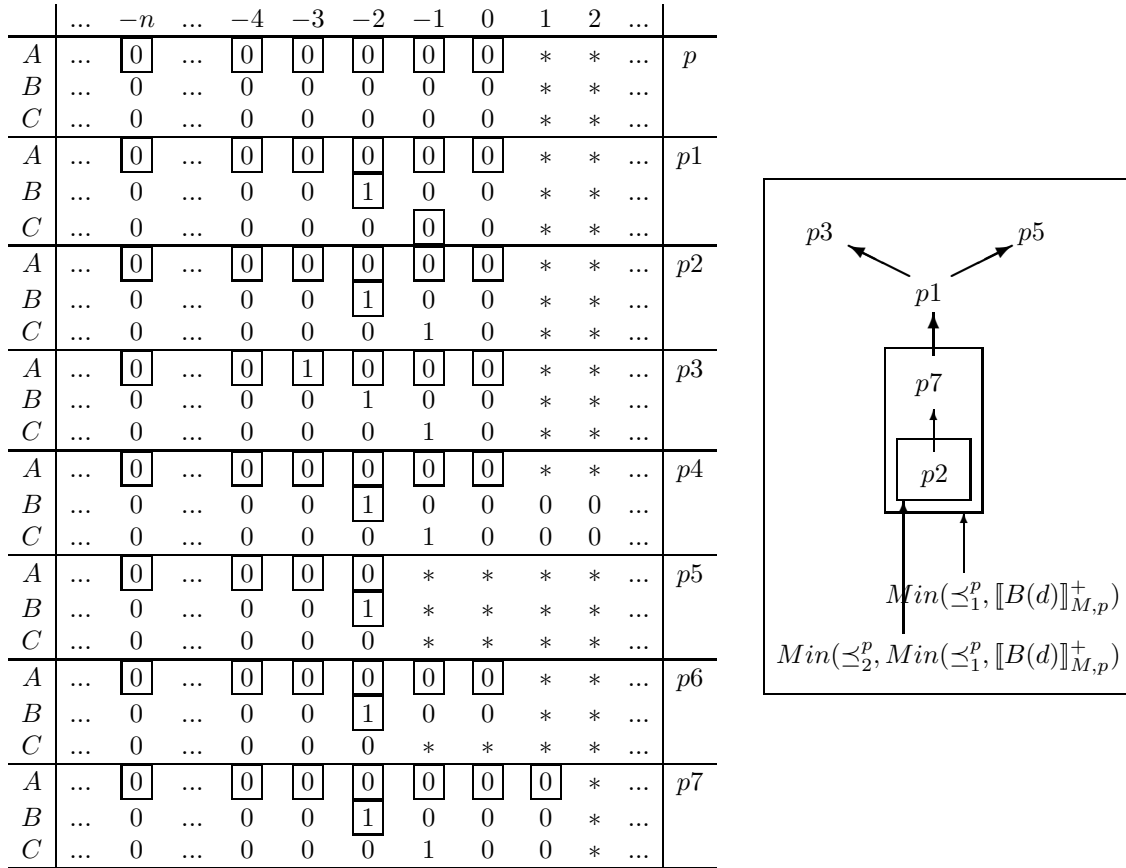 ... −n ... −4 −3 −2 −1 0 1 2 ...
A ... 0 ... 0 0 0 0 0 * * ... p
B ... 0 ... 0 0 0 0 0 * * ...
C ... 0 ... 0 0 0 0 0 * * ...
A ... 0 ... 0 0 0 0 0 * * ... p1
B ... 0 ... 0 0 1 0 0 * * ...
C ... 0 ... 0 0 0 0 0 * * ...
A ... 0 ... 0 0 0 0 0 * * ... p2
B ... 0 ... 0 0 1 0 0 * * ...
C ... 0 ... 0 0 0 1 0 * * ...
A ... 0 ... 0 1 0 0 0 * * ... p3
B ... 0 ... 0 0 1 0 0 * * ...
C ... 0 ... 0 0 0 1 0 * * ...
A ... 0 ... 0 0 0 0 0 * * ... p4
B ... 0 ... 0 0 1 0 0 0 0 ...
C ... 0 ... 0 0 0 1 0 0 0 ...
A ... 0 ... 0 0 0 * * * * ... p5
B ... 0 ... 0 0 1 * * * * ...
C ... 0 ... 0 0 0 * * * * ...
A ... 0 ... 0 0 0 0 0 * * ... p6
B ... 0 ... 0 0 1 0 0 * * ...
C ... 0 ... 0 0 0 * * * * ...
A ... 0 ... 0 0 0 0 0 0 * ... p7
B ... 0 ... 0 0 1 0 0 0 * ...
C ... 0 ... 0 0 0 1 0 0 * ...
p3 p5
p1
p7
p2
Min(⪯₁ᵖ, ⟦B(d)⟧⁺_{M,p})
Min(⪯₂ᵖ, Min(⪯₁ᵖ, ⟦B(d)⟧⁺_{M,p})